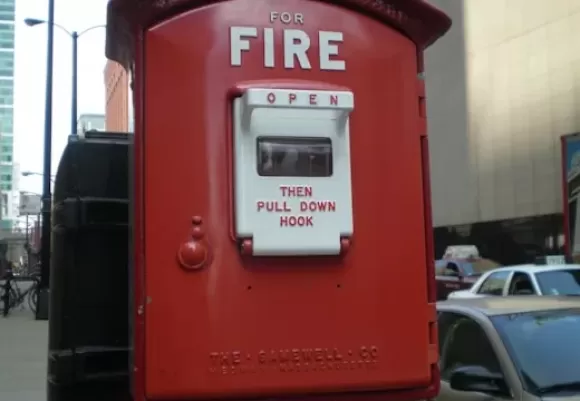 FOR
FIRE
OPEN
THEN
PULL DOWN
HOOK
THE · GAMEWELL · CO